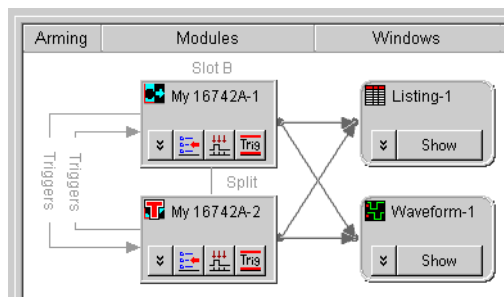 Arming Modules Windows
Slot B
My 16742A-1 Listing-1
Trig Show
Triggers
Triggers
Split
My 16742A-2 Waveform-1
Trig Show